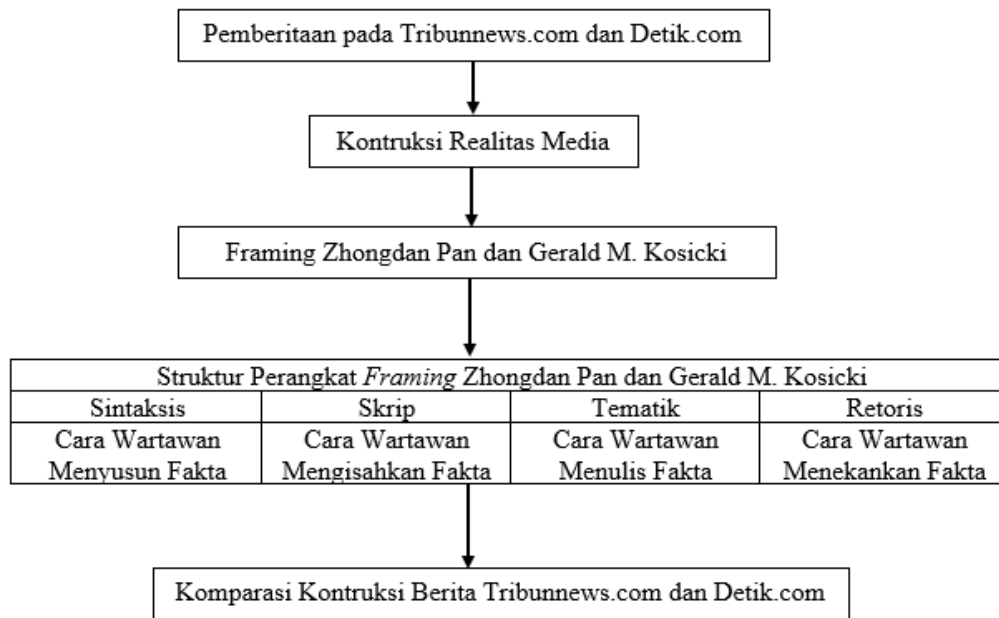 Pemberitaan pada Tribunnews.com dan Detik.com
Kontruksi Realitas Media
Framing Zhongdan Pan dan Gerald M. Kosicki
Struktur Perangkat Framing Zhongdan Pan dan Gerald M. Kosicki
Sintaksis Skrip Tematik Retoris
Cara Wartawan Cara Wartawan Cara Wartawan Cara Wartawan
Menyusun Fakta Mengisahkan Fakta Menulis Fakta Menekankan Fakta
Komparasi Kontruksi Berita Tribunnews.com dan Detik.com